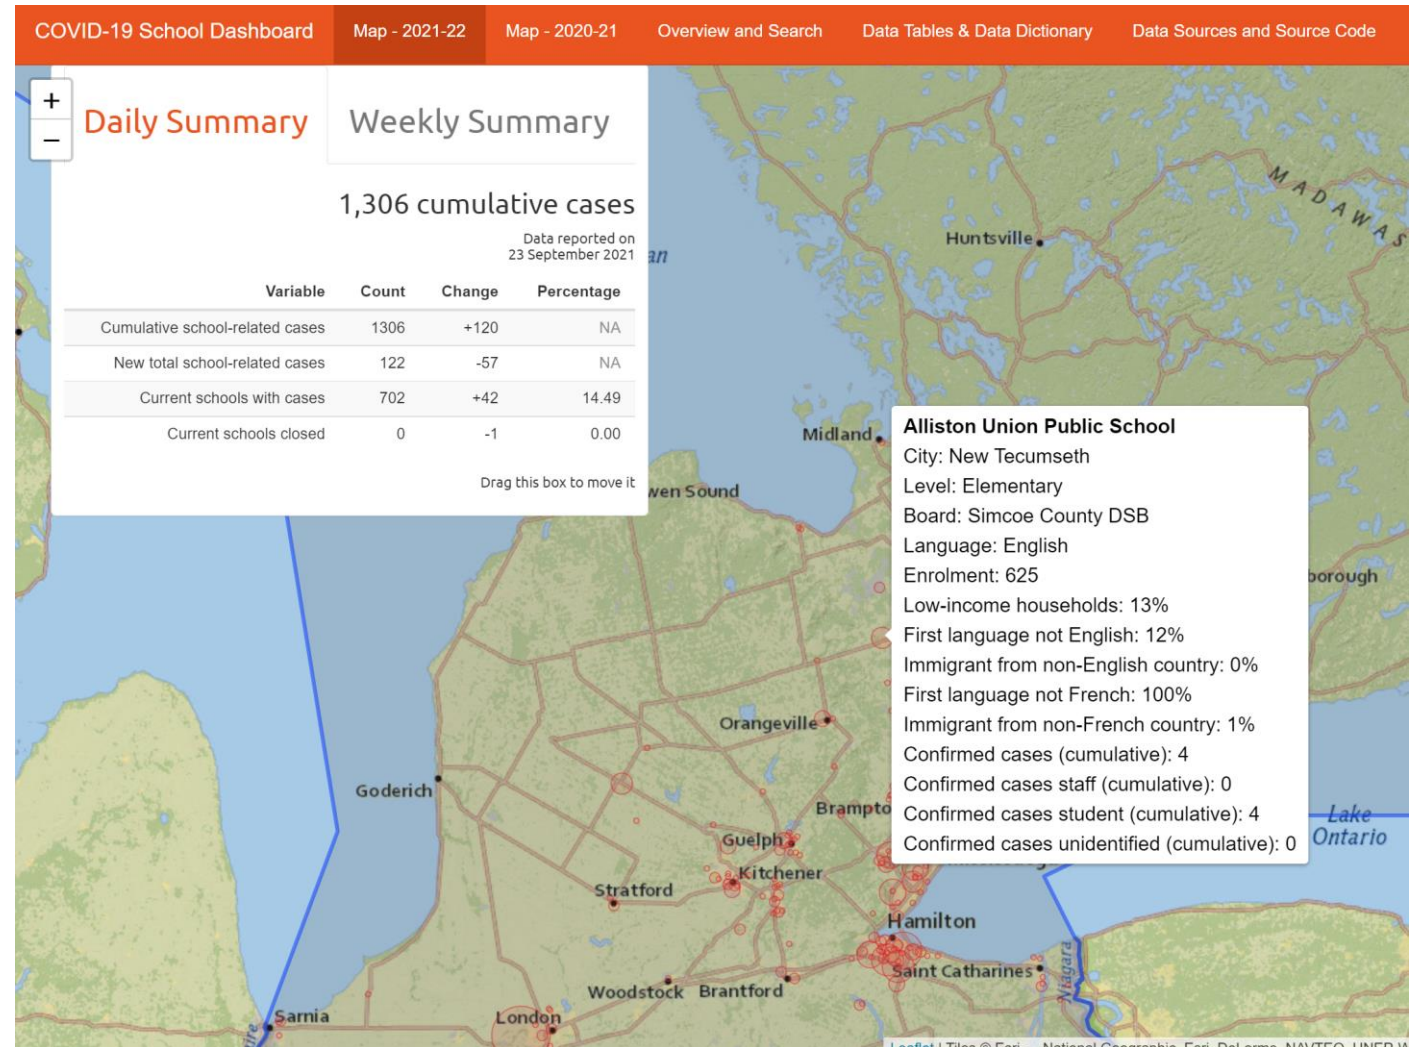 COVID-19 School Dashboard Map - 2021-22 Map - 2020-21 Overview and Search Data Tables & Data Dictionary Data Sources and Source Code
+
−
Daily Summary Weekly Summary
1,306 cumulative cases
Data reported on
23 September 2021
Variable Count Change Percentage
Cumulative school-related cases 1306 +120 NA
New total school-related cases 122 -57 NA
Current schools with cases 702 +42 14.49
Current schools closed 0 -1 0.00
Drag this box to move it
MADAWAS
Huntsville
an
Midland
wen Sound
Alliston Union Public School
City: New Tecumseth
Level: Elementary
Board: Simcoe County DSB
Language: English
Enrolment: 625
Low-income households: 13%
First language not English: 12%
Immigrant from non-English country: 0%
First language not French: 100%
Immigrant from non-French country: 1%
Confirmed cases (cumulative): 4
Confirmed cases staff (cumulative): 0
Confirmed cases student (cumulative): 4
Confirmed cases unidentified (cumulative): 0
borough
Orangeville
Goderich
Brampto
Lake
Ontario
Guelph
Kitchener
Stratford
Hamilton
Saint Catharines
Niagara
Woodstock Brantford
Sarnia
London